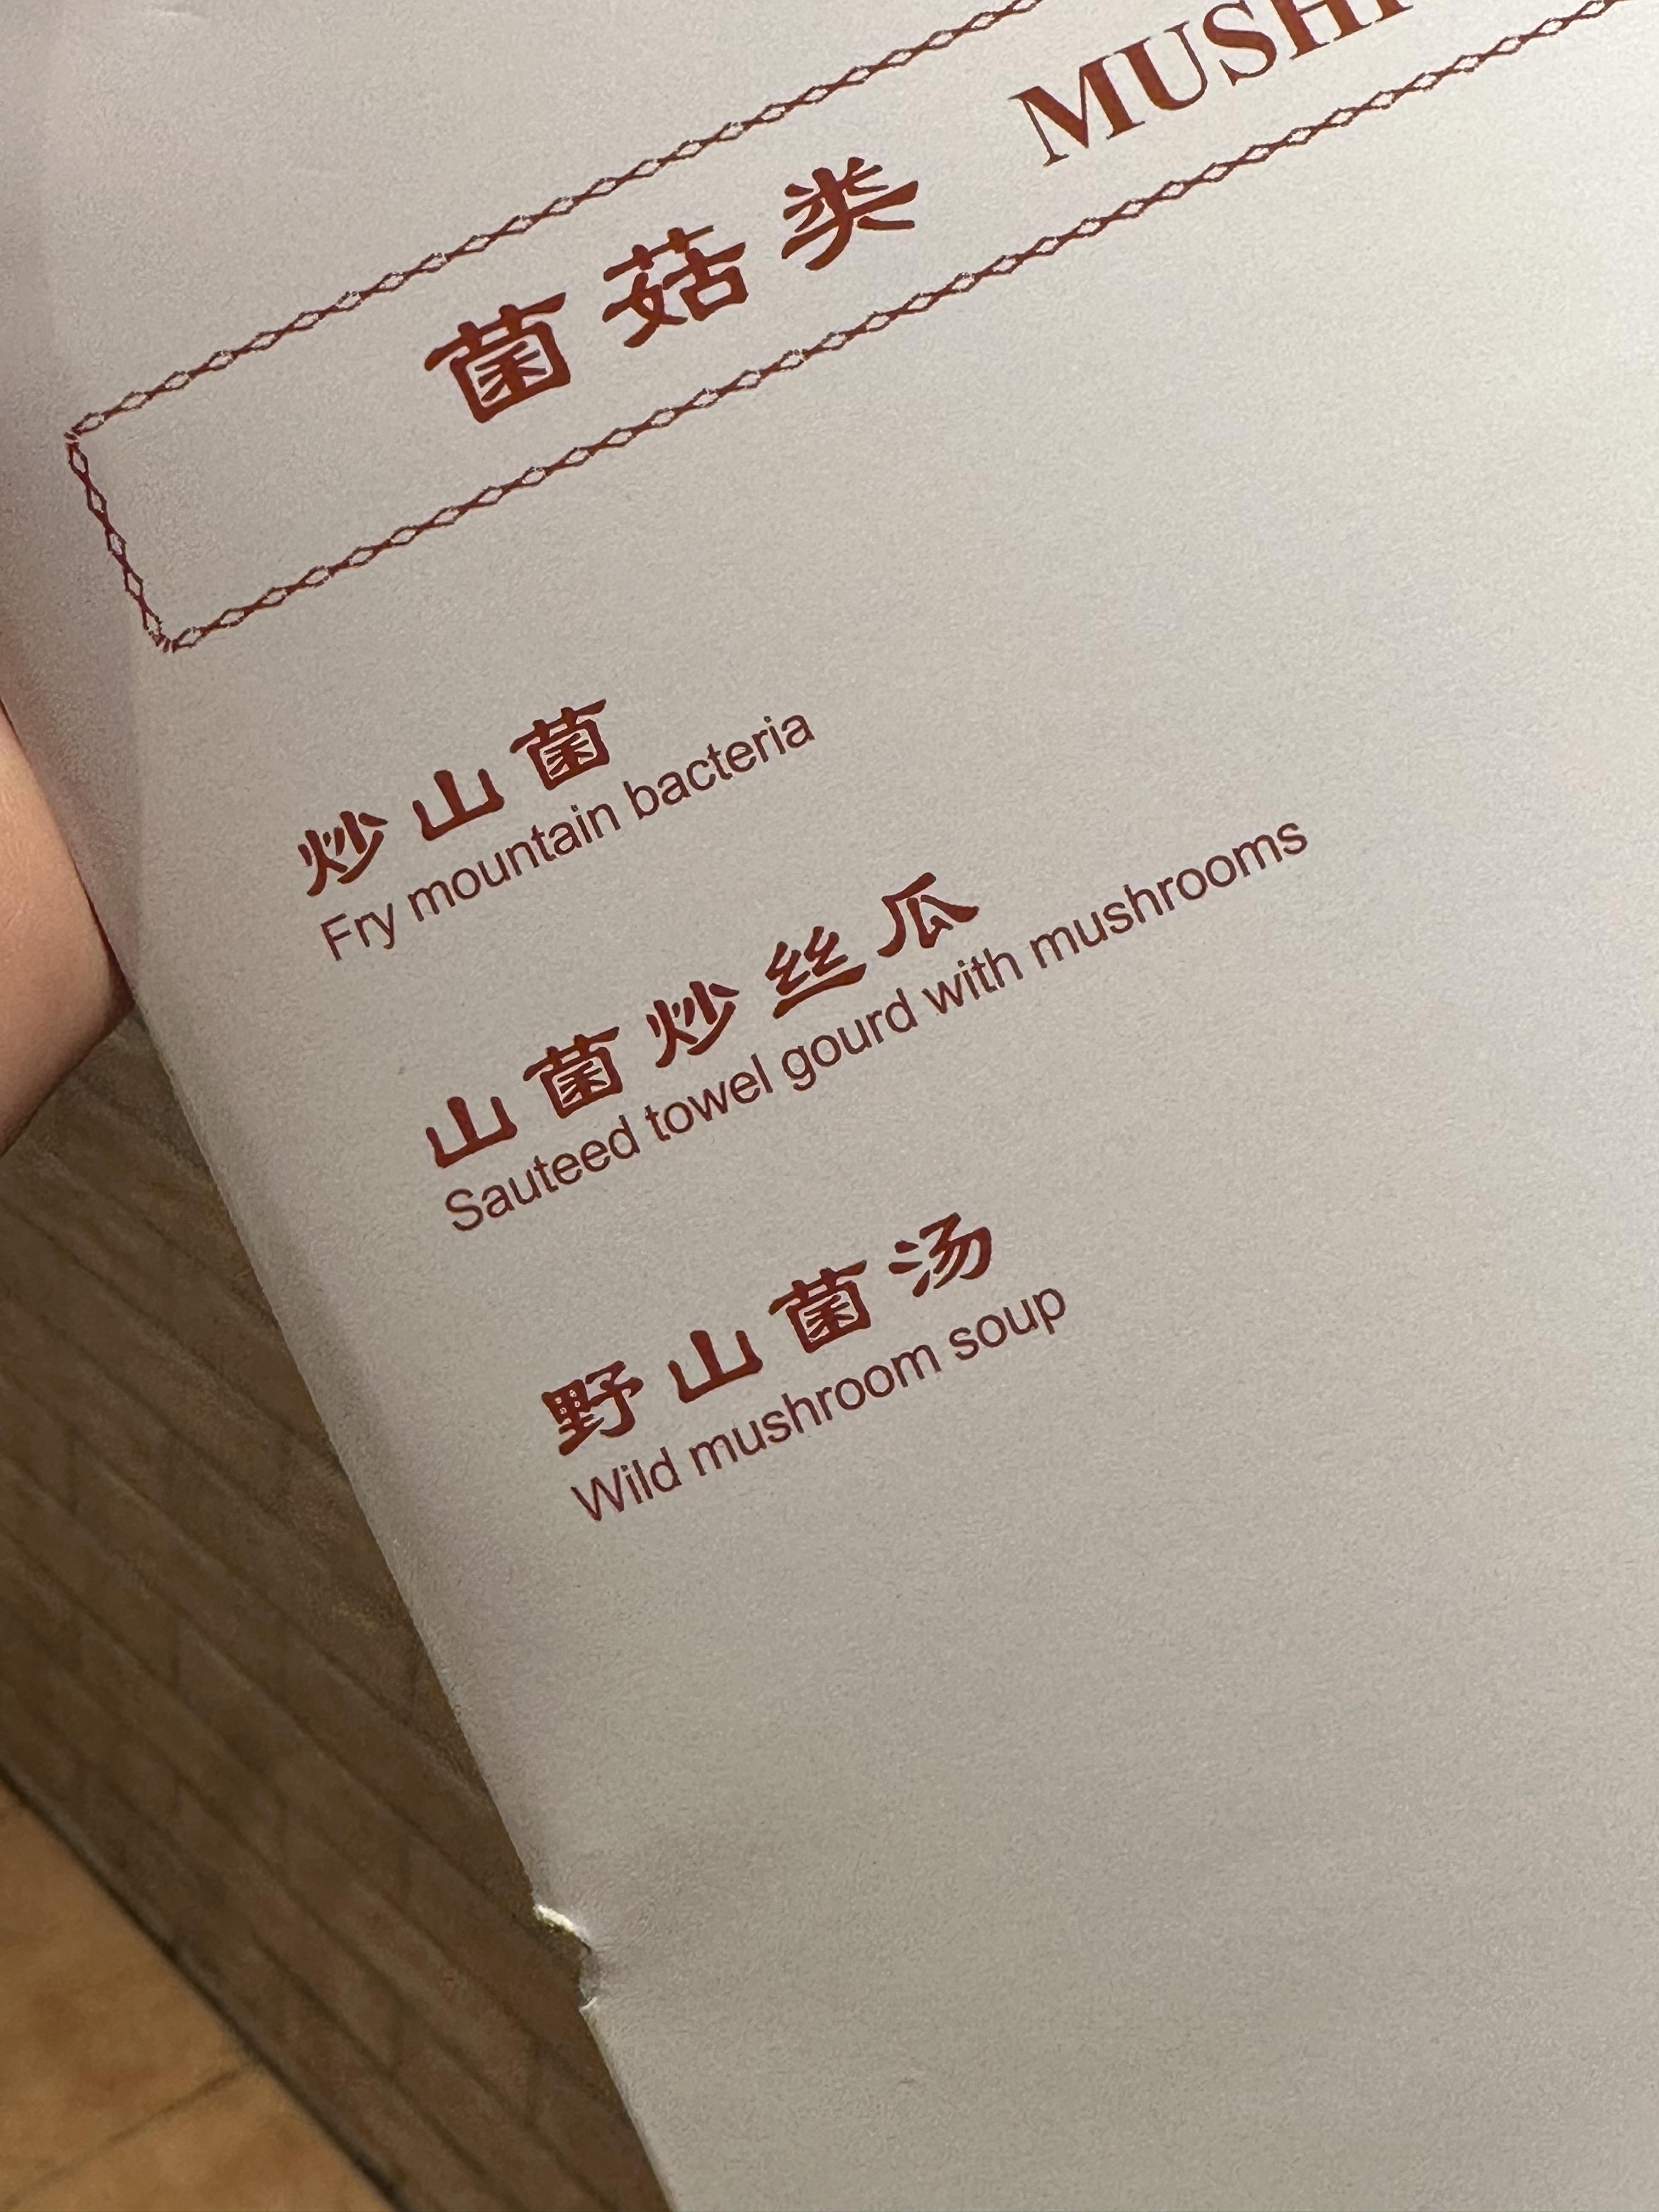 菌菇类 MUSH
炒山菌
Fry mountain bacteria
山菌炒丝瓜
Sauteed towel gourd with mushrooms
野山菌汤
Wild mushroom soup